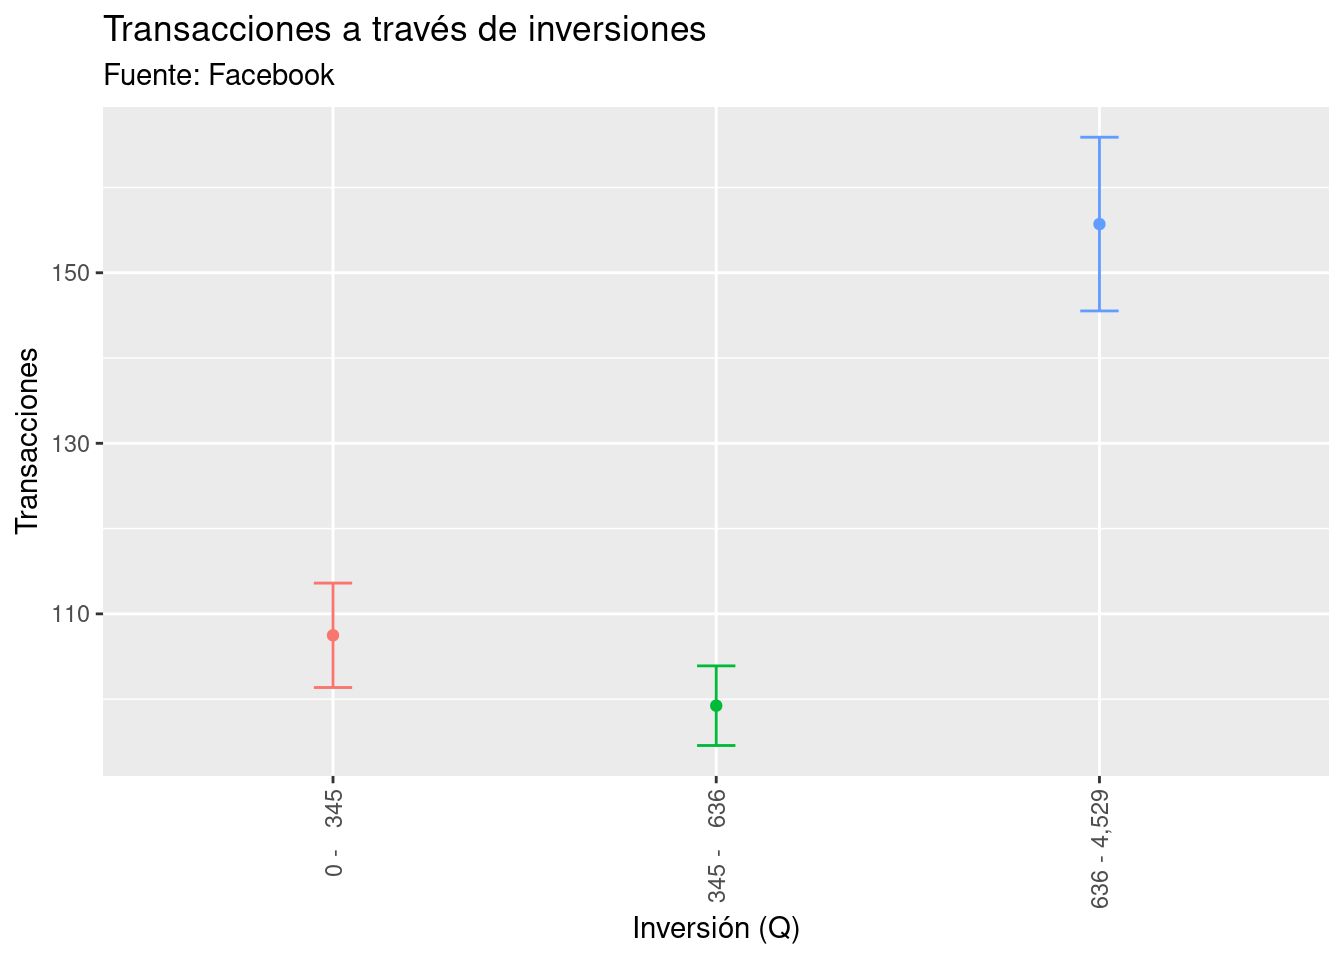 Transacciones a través de inversiones
Fuente: Facebook
Transacciones
150
130
110
0 - 345
345 - 636
636 - 4,529
Inversión (Q)